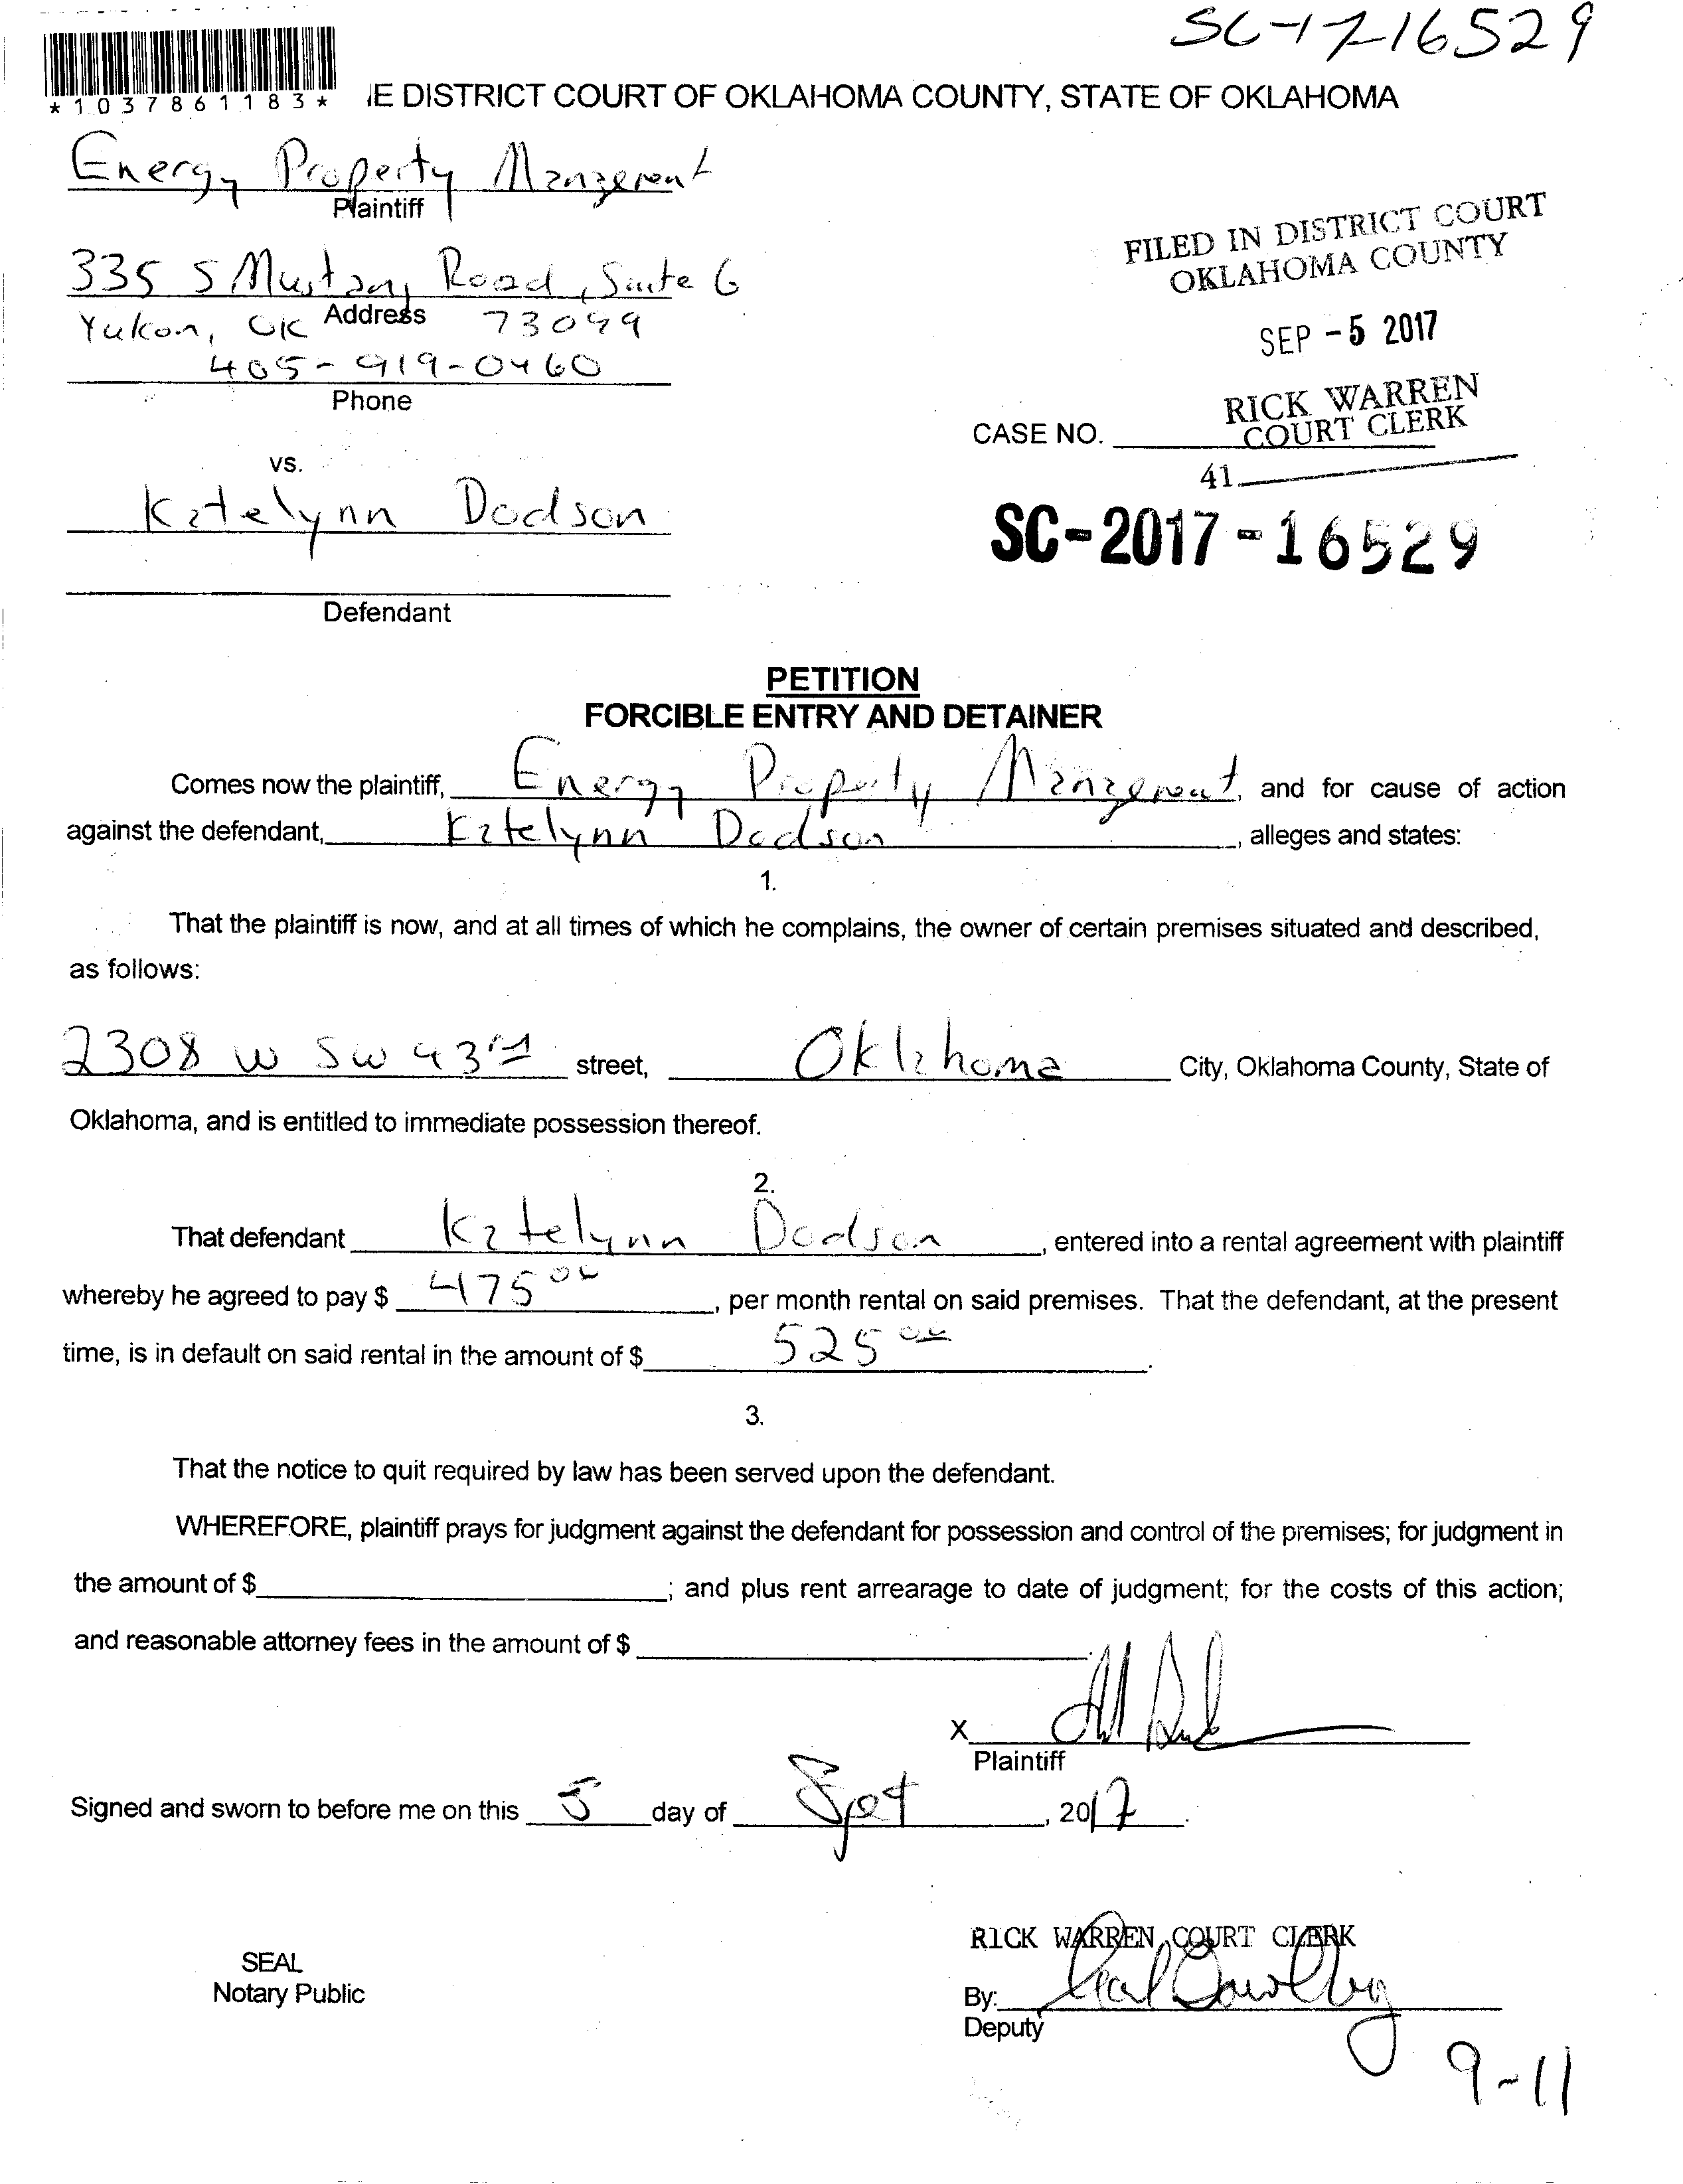 SC-17-16529
*1037861183*
IE DISTRICT COURT OF OKLAHOMA COUNTY, STATE OF OKLAHOMA
Energy Property Management
Plaintiff
335 S Mustang Road, Suite G
Address
Yukon, OK 73099
405-919-0460
Phone
FILED IN DISTRICT COURT
OKLAHOMA COUNTY
SEP -5 2017
RICK WARREN
COURT CLERK
CASE NO.
41
vs.
Katelynn Dodson
SC-2017-16529
Defendant
PETITION
FORCIBLE ENTRY AND DETAINER
Comes now the plaintiff, Energy Property Management, and for cause of action
against the defendant, Katelynn Dodson, alleges and states:
1.
That the plaintiff is now, and at all times of which he complains, the owner of certain premises situated and described,
as follows:
2308 W SW 43rd street, Oklahoma City, Oklahoma County, State of
Oklahoma, and is entitled to immediate possession thereof.
2.
That defendant Katelynn Dodson, entered into a rental agreement with plaintiff
whereby he agreed to pay $ 475 00, per month rental on said premises. That the defendant, at the present
time, is in default on said rental in the amount of $ 525 00.
3.
That the notice to quit required by law has been served upon the defendant.
WHEREFORE, plaintiff prays for judgment against the defendant for possession and control of the premises; for judgment in
the amount of $ ; and plus rent arrearage to date of judgment; for the costs of this action;
and reasonable attorney fees in the amount of $ .
X
Plaintiff
Signed and sworn to before me on this 5 day of Spet, 2017.
RICK WARREN, COURT CLERK
SEAL
Notary Public
By:
Deputy
9-11